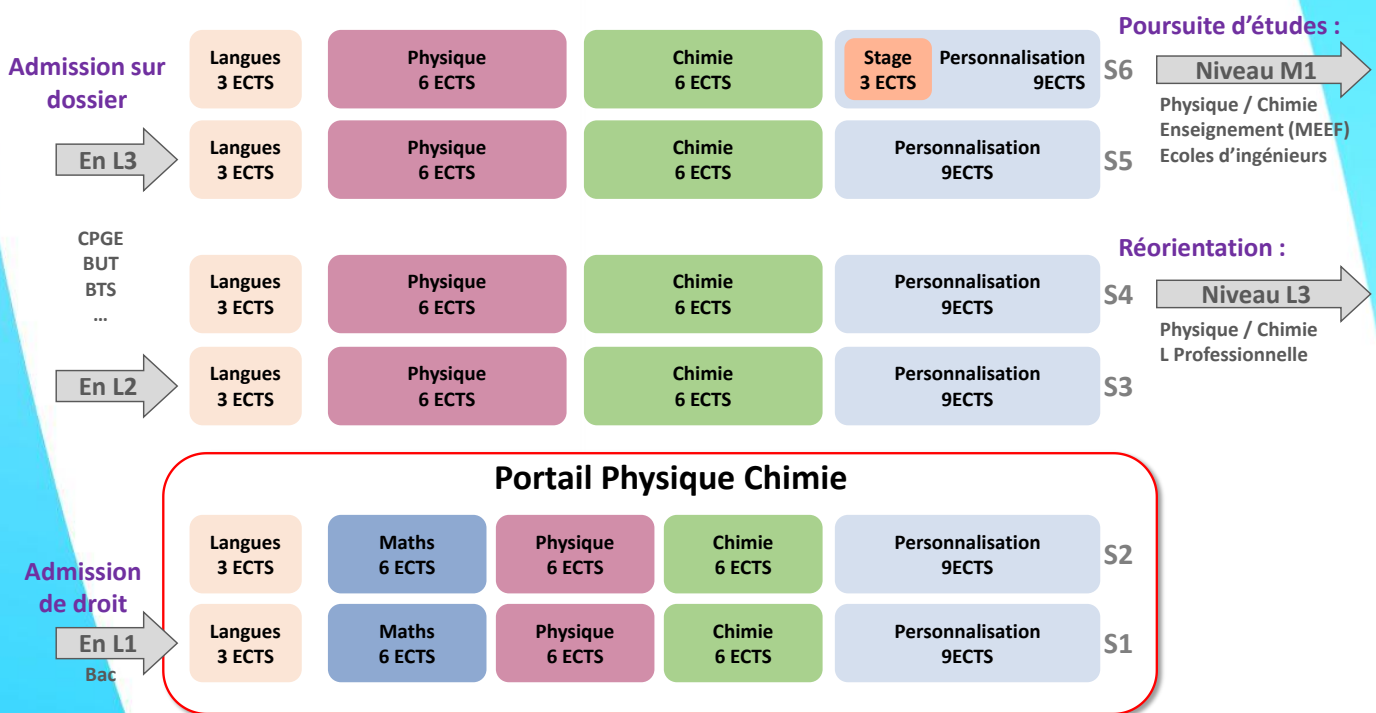 Poursuite d'études :
Admission sur
dossier
Langues
3 ECTS
Physique
6 ECTS
Chimie
6 ECTS
Stage
3 ECTS
Personnalisation
9ECTS
S6
Niveau M1
Physique / Chimie
Enseignement (MEEF)
Ecoles d'ingénieurs
En L3
Langues
3 ECTS
Physique
6 ECTS
Chimie
6 ECTS
Personnalisation
9ECTS
S5
CPGE
BUT
BTS
...
Réorientation :
Langues
3 ECTS
Physique
6 ECTS
Chimie
6 ECTS
Personnalisation
9ECTS
S4
Niveau L3
Physique / Chimie
L Professionnelle
En L2
Langues
3 ECTS
Physique
6 ECTS
Chimie
6 ECTS
Personnalisation
9ECTS
S3
Portail Physique Chimie
Langues
3 ECTS
Maths
6 ECTS
Physique
6 ECTS
Chimie
6 ECTS
Personnalisation
9ECTS
S2
Admission
de droit
En L1
Bac
Langues
3 ECTS
Maths
6 ECTS
Physique
6 ECTS
Chimie
6 ECTS
Personnalisation
9ECTS
S1